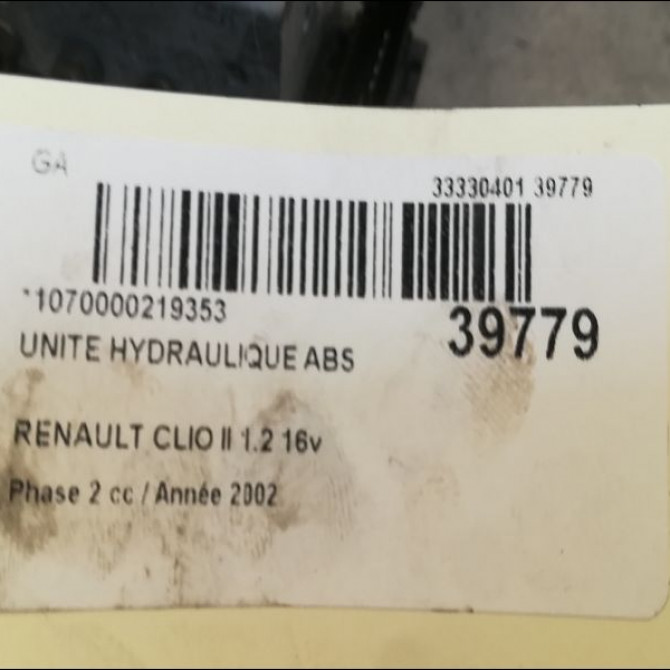 GA
33330401 39779
*1070000219353
39779
UNITE HYDRAULIQUE ABS
RENAULT CLIO II 1.2 16v
Phase 2 cc / Année 2002